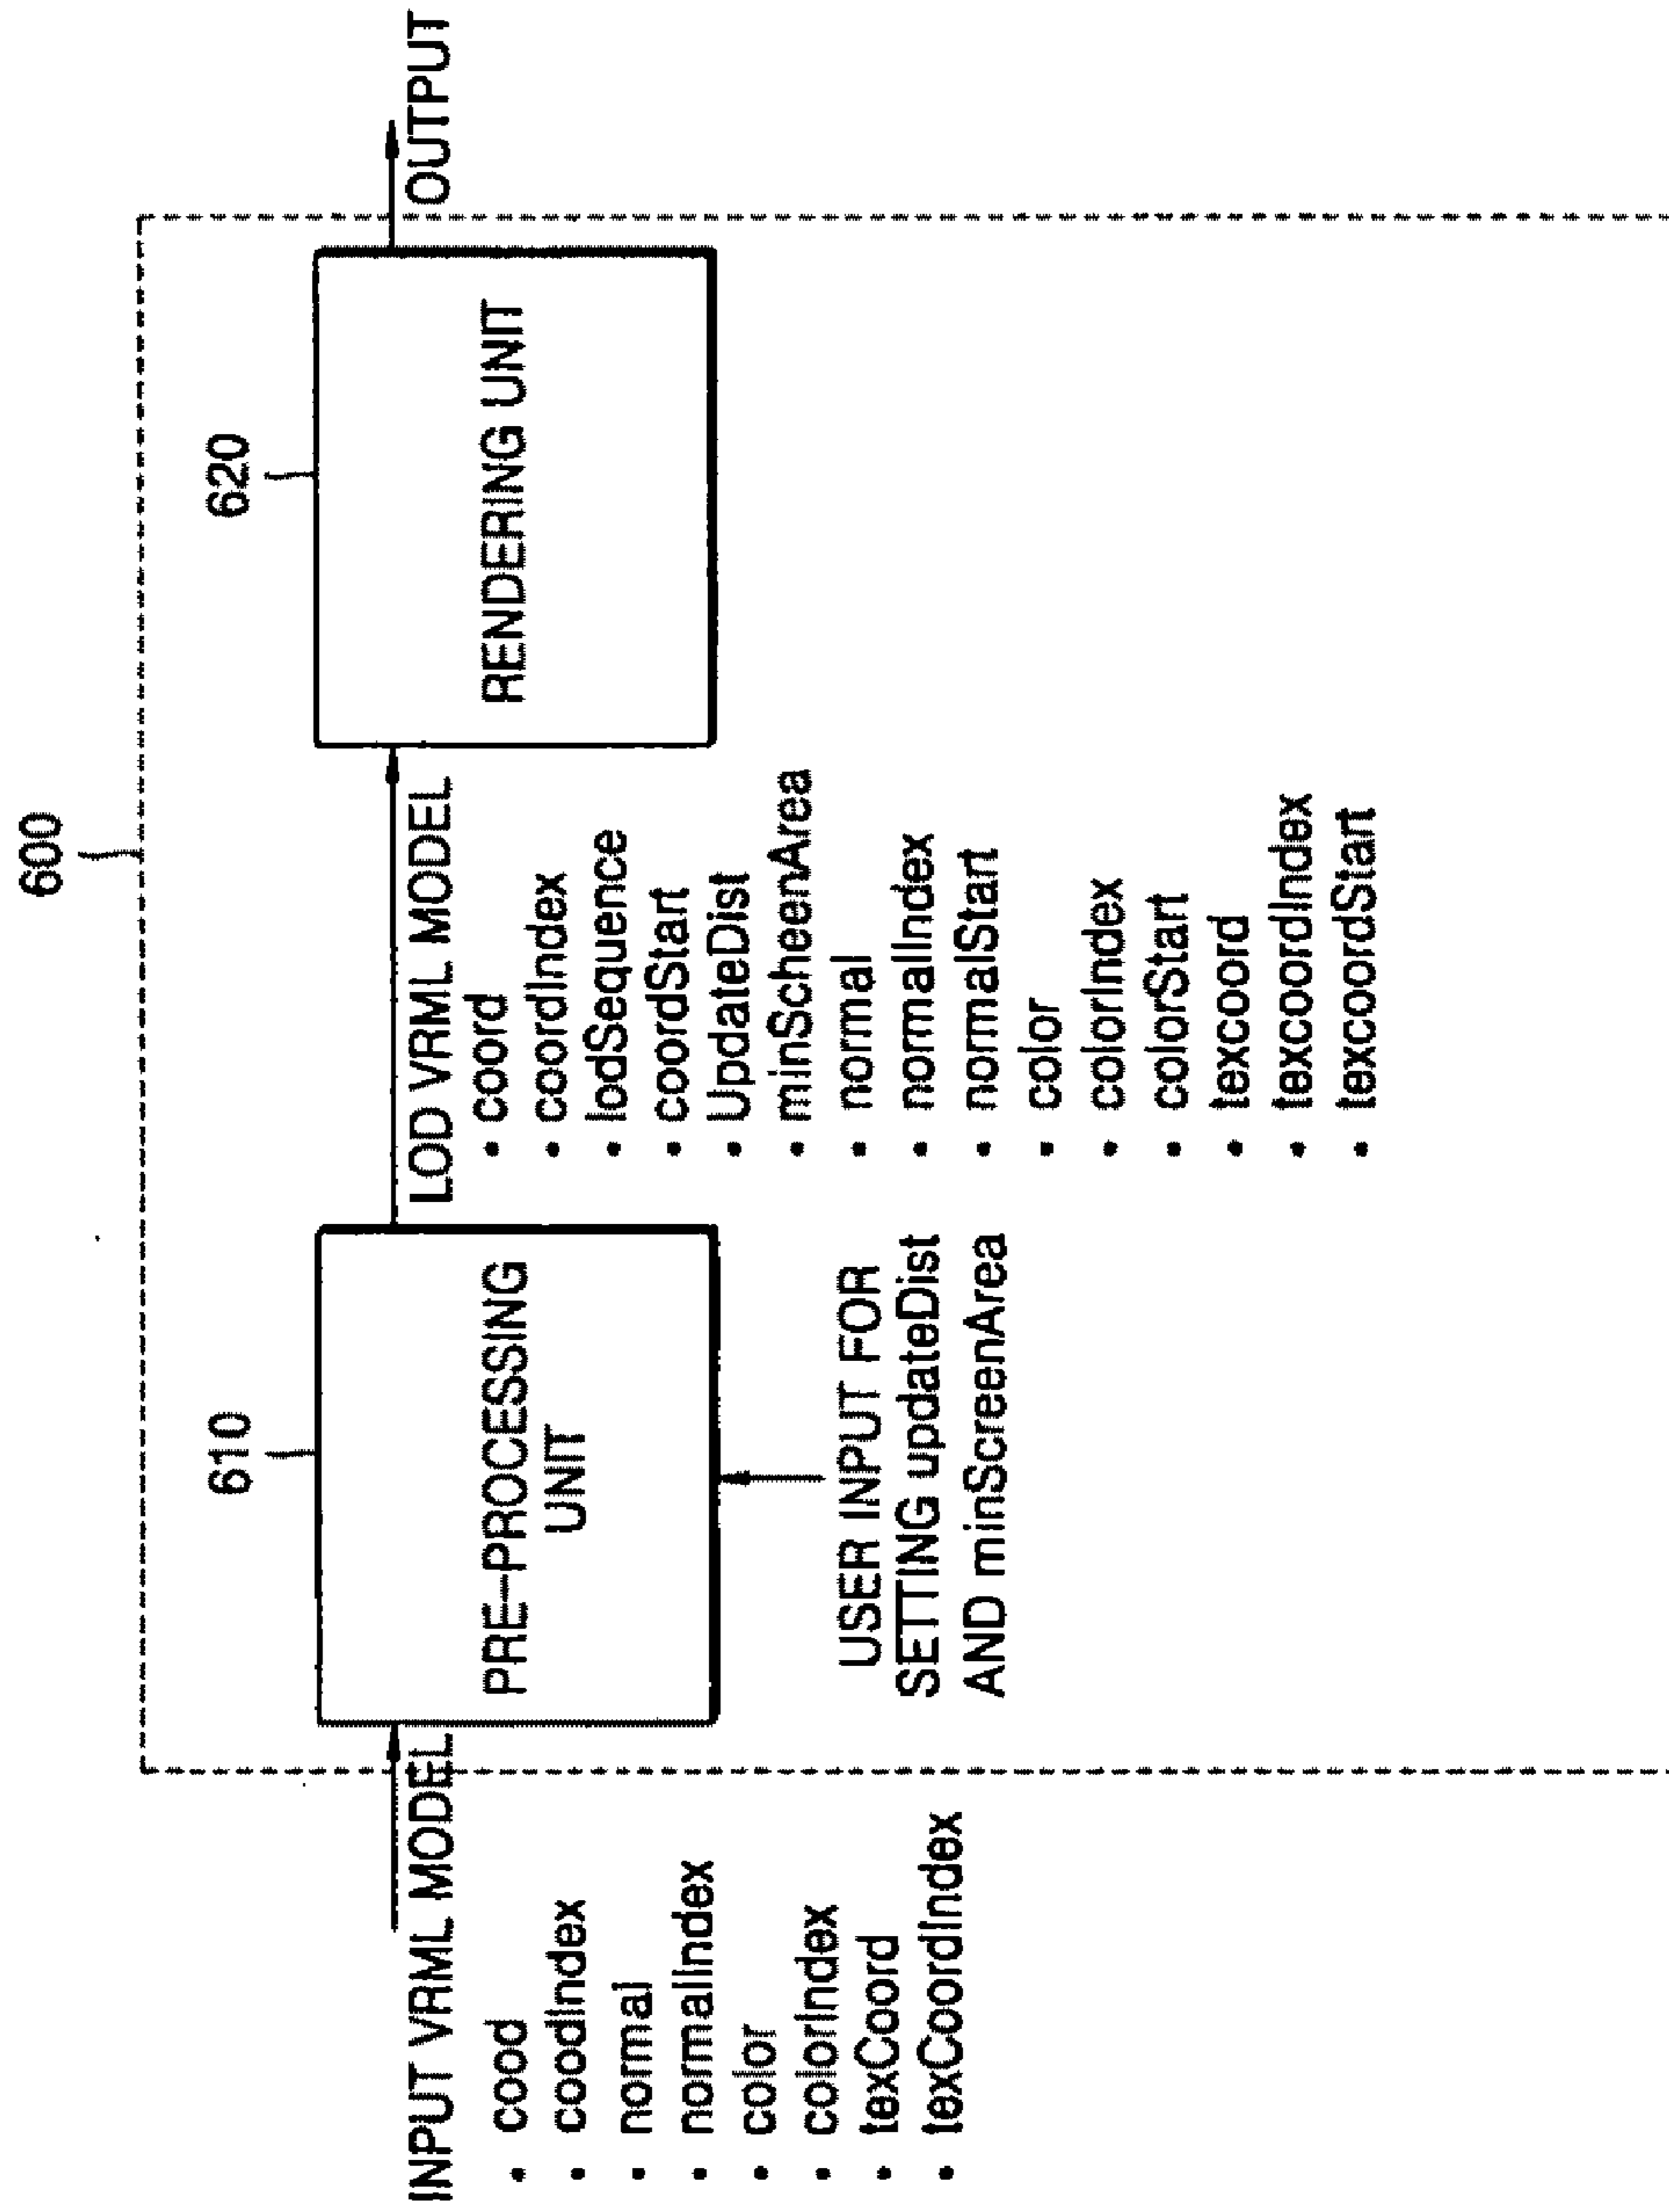 600
INPUT VRML MODEL
• cood
• coodIndex
• normal
• normalIndex
• color
• colorIndex
• texCoord
• texCoordIndex
610
PRE-PROCESSING
UNIT
USER INPUT FOR
SETTING updateDist
AND minScreenArea
LOD VRML MODEL
• coord
• coordIndex
• lodSequence
• coordStart
• UpdateDist
• minScheenArea
• normal
• normalIndex
• normalStart
• color
• colorIndex
• colorStart
• texcoord
• texcoordIndex
• texcoordStart
620
RENDERING UNIT
OUTPUT